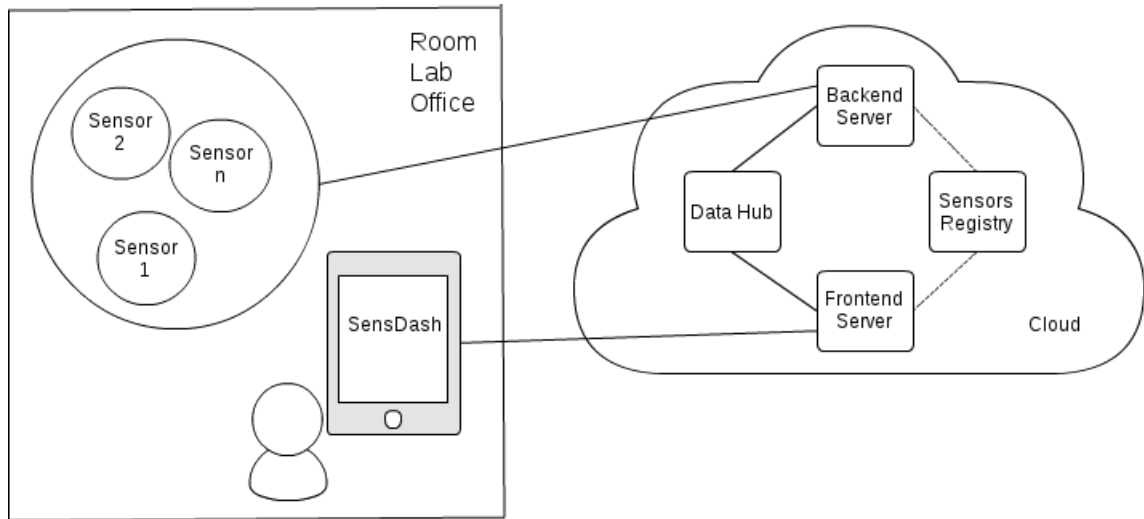 Room
Lab
Office
Sensor
2
Sensor
n
Sensor
1
SensDash
Backend
Server
Data Hub
Sensors
Registry
Frontend
Server
Cloud